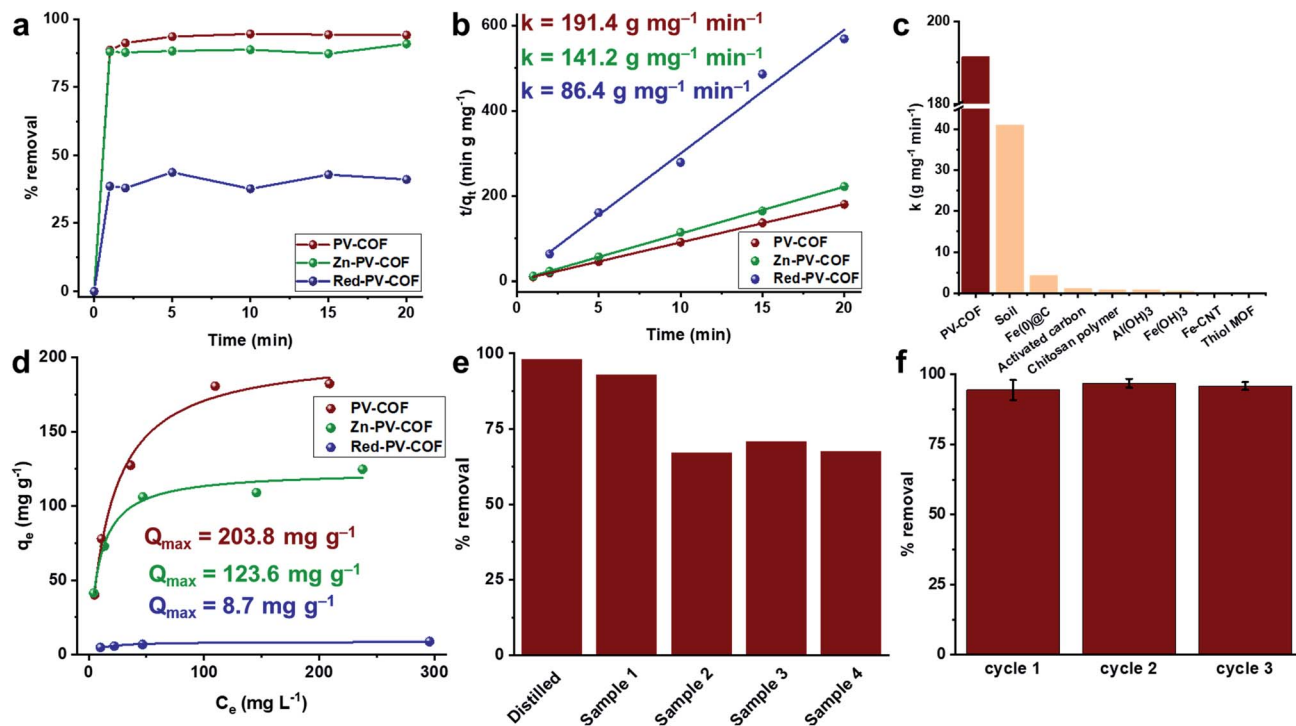 a
% removal
100
75
50
25
0
PV-COF
Zn-PV-COF
Red-PV-COF
0
5
10
15
20
Time (min)
b
k = 191.4 g mg⁻¹ min⁻¹
k = 141.2 g mg⁻¹ min⁻¹
k = 86.4 g mg⁻¹ min⁻¹
t/qₜ (min g mg⁻¹)
600
400
200
0
PV-COF
Zn-PV-COF
Red-PV-COF
0
5
10
15
20
Time (min)
c
k (g mg⁻¹ min⁻¹)
200
180
40
20
0
PV-COF
Soil
Fe(0)@C
Activated carbon
Chitosan polymer
Al(OH)3
Fe(OH)3
Fe-CNT
Thiol MOF
d
qₑ (mg g⁻¹)
200
150
100
50
0
PV-COF
Zn-PV-COF
Red-PV-COF
Qₘₐₓ = 203.8 mg g⁻¹
Qₘₐₓ = 123.6 mg g⁻¹
Qₘₐₓ = 8.7 mg g⁻¹
0
100
200
300
Cₑ (mg L⁻¹)
e
% removal
100
75
50
25
0
Distilled
Sample 1
Sample 2
Sample 3
Sample 4
f
% removal
100
75
50
25
0
cycle 1
cycle 2
cycle 3